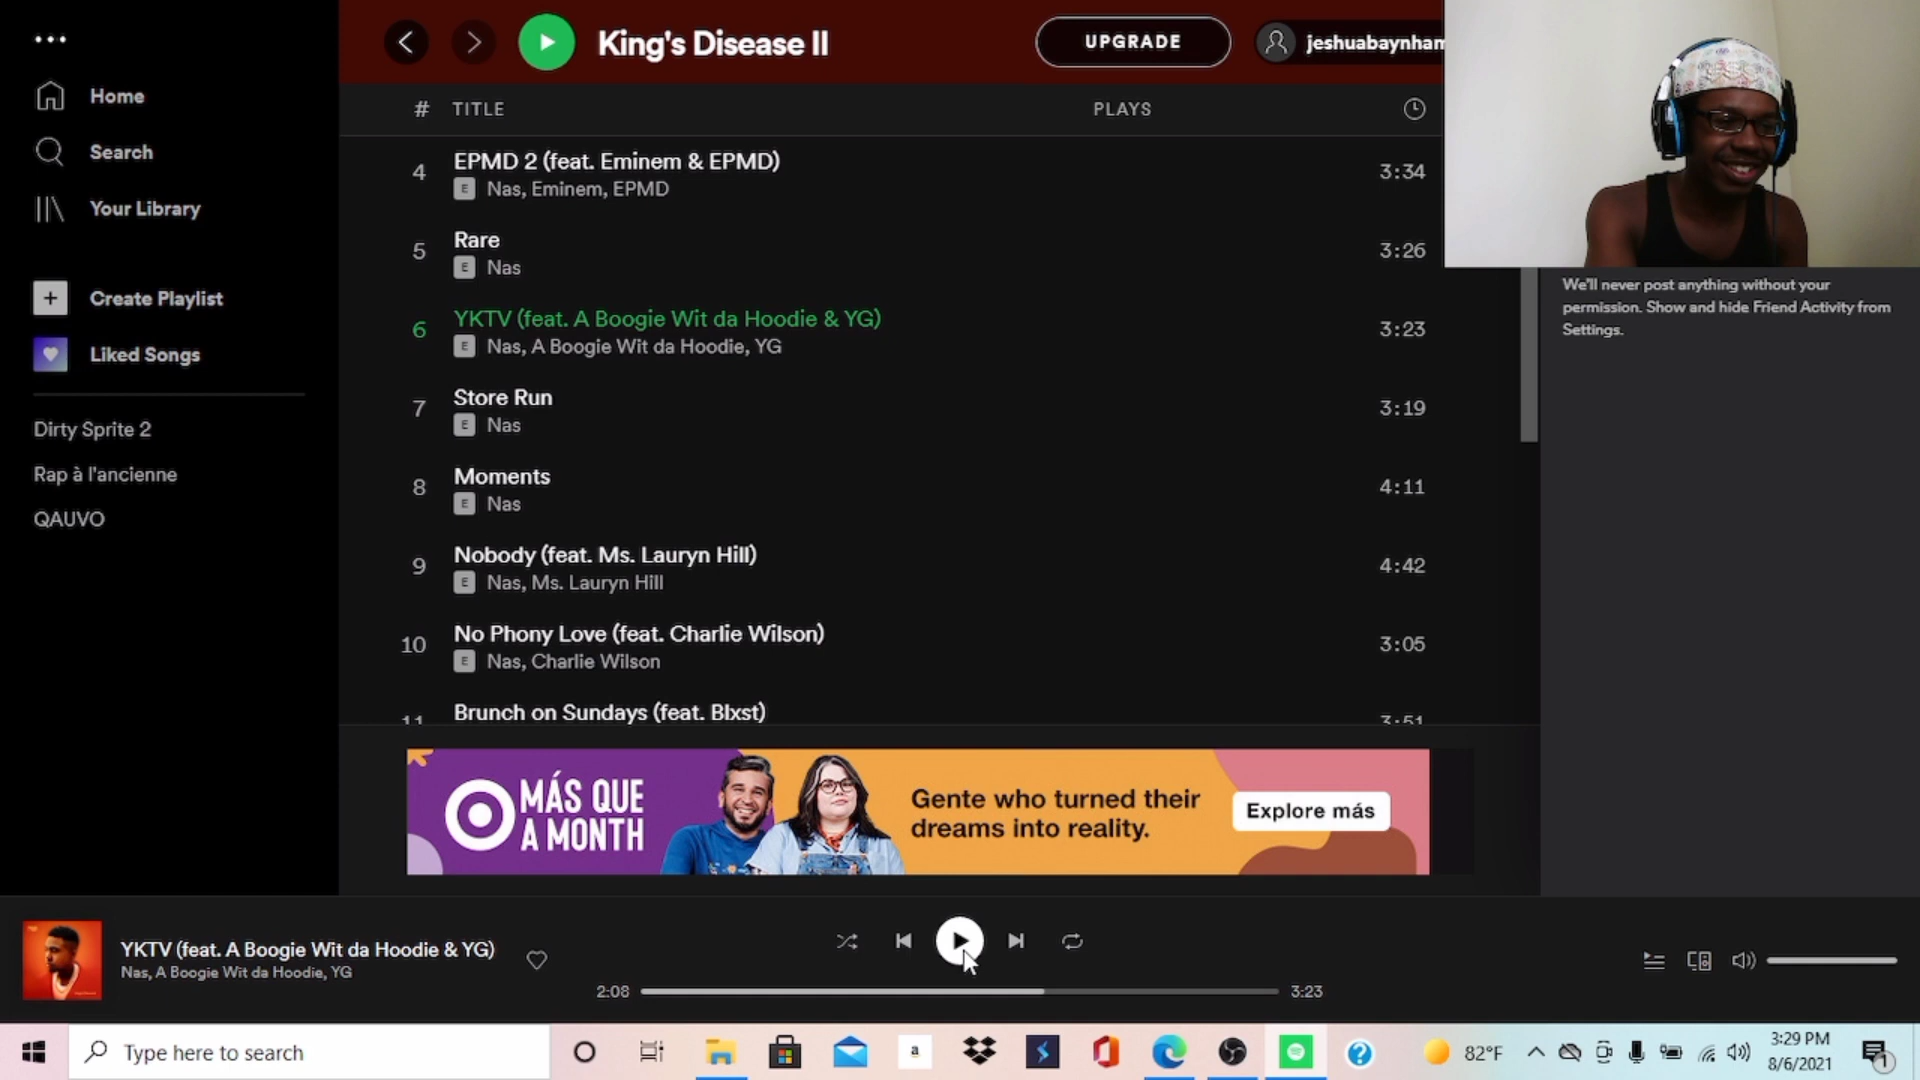 King's Disease II
UPGRADE
jeshuabaynham
Home
Search
Your Library
Create Playlist
Liked Songs
Dirty Sprite 2
Rap à l'ancienne
QAUVO
# TITLE PLAYS
4 EPMD 2 (feat. Eminem & EPMD) 3:34
E Nas, Eminem, EPMD
5 Rare 3:26
E Nas
6 YKTV (feat. A Boogie Wit da Hoodie & YG) 3:23
E Nas, A Boogie Wit da Hoodie, YG
7 Store Run 3:19
E Nas
8 Moments 4:11
E Nas
9 Nobody (feat. Ms. Lauryn Hill) 4:42
E Nas, Ms. Lauryn Hill
10 No Phony Love (feat. Charlie Wilson) 3:05
E Nas, Charlie Wilson
11 Brunch on Sundays (feat. Blxst) 3:51
We'll never post anything without your
permission. Show and hide Friend Activity from
Settings.
MÁS QUE
A MONTH
Gente who turned their
dreams into reality.
Explore más
YKTV (feat. A Boogie Wit da Hoodie & YG)
Nas, A Boogie Wit da Hoodie, YG
2:08
3:23
Type here to search
a
82°F
3:29 PM
8/6/2021
1